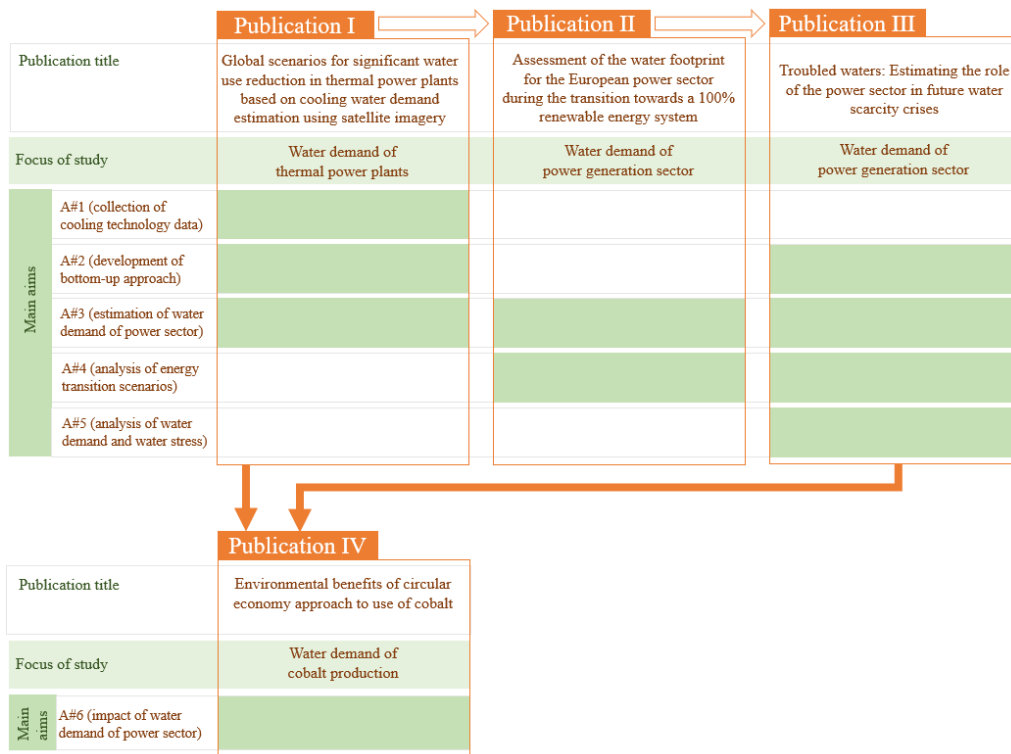 Publication I
Publication II
Publication III
Publication title
Global scenarios for significant water
use reduction in thermal power plants
based on cooling water demand
estimation using satellite imagery
Assessment of the water footprint
for the European power sector
during the transition towards a 100%
renewable energy system
Troubled waters: Estimating the role
of the power sector in future water
scarcity crises
Focus of study
Water demand of
thermal power plants
Water demand of
power generation sector
Water demand of
power generation sector
Main aims
A#1 (collection of
cooling technology data)
A#2 (development of
bottom-up approach)
A#3 (estimation of water
demand of power sector)
A#4 (analysis of energy
transition scenarios)
A#5 (analysis of water
demand and water stress)
Publication IV
Publication title
Environmental benefits of circular
economy approach to use of cobalt
Focus of study
Water demand of
cobalt production
Main
aims
A#6 (impact of water
demand of power sector)